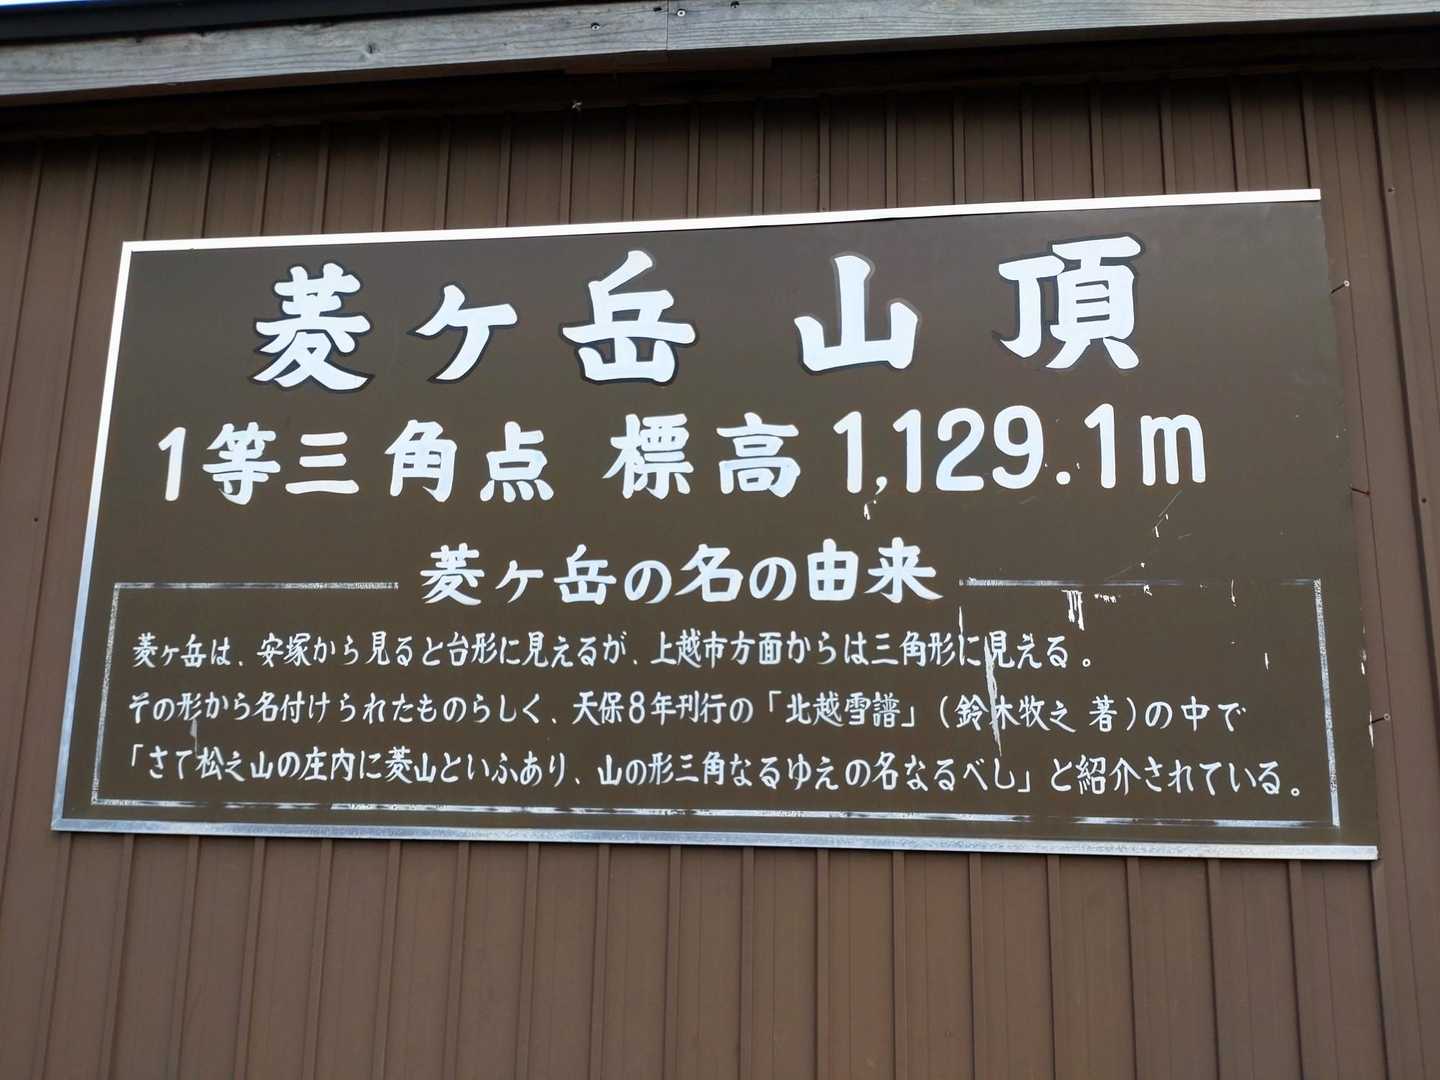 菱ヶ岳 山頂
1等三角点 標高1,129.1m
菱ヶ岳の名の由来
菱ヶ岳は、安塚から見ると台形に見えるが、上越市方面からは三角形に見える。
その形から名付けられたものらしく、天保8年刊行の「北越雪譜」(鈴木牧之 著)の中で
「さて松之山の庄内に菱山といふあり、山の形三角なるゆえの名なるべし」と紹介されている。